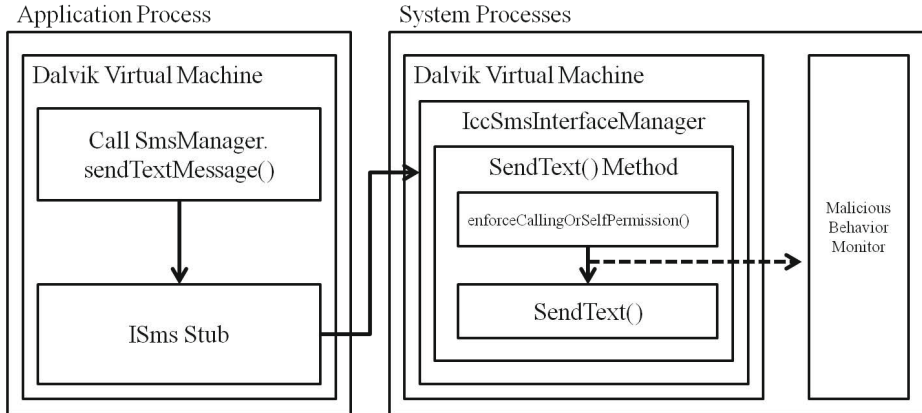 Application Process
Dalvik Virtual Machine
Call SmsManager.
sendTextMessage()
ISms Stub
System Processes
Dalvik Virtual Machine
IccSmsInterfaceManager
SendText() Method
enforceCallingOrSelfPermission()
SendText()
Malicious
Behavior
Monitor